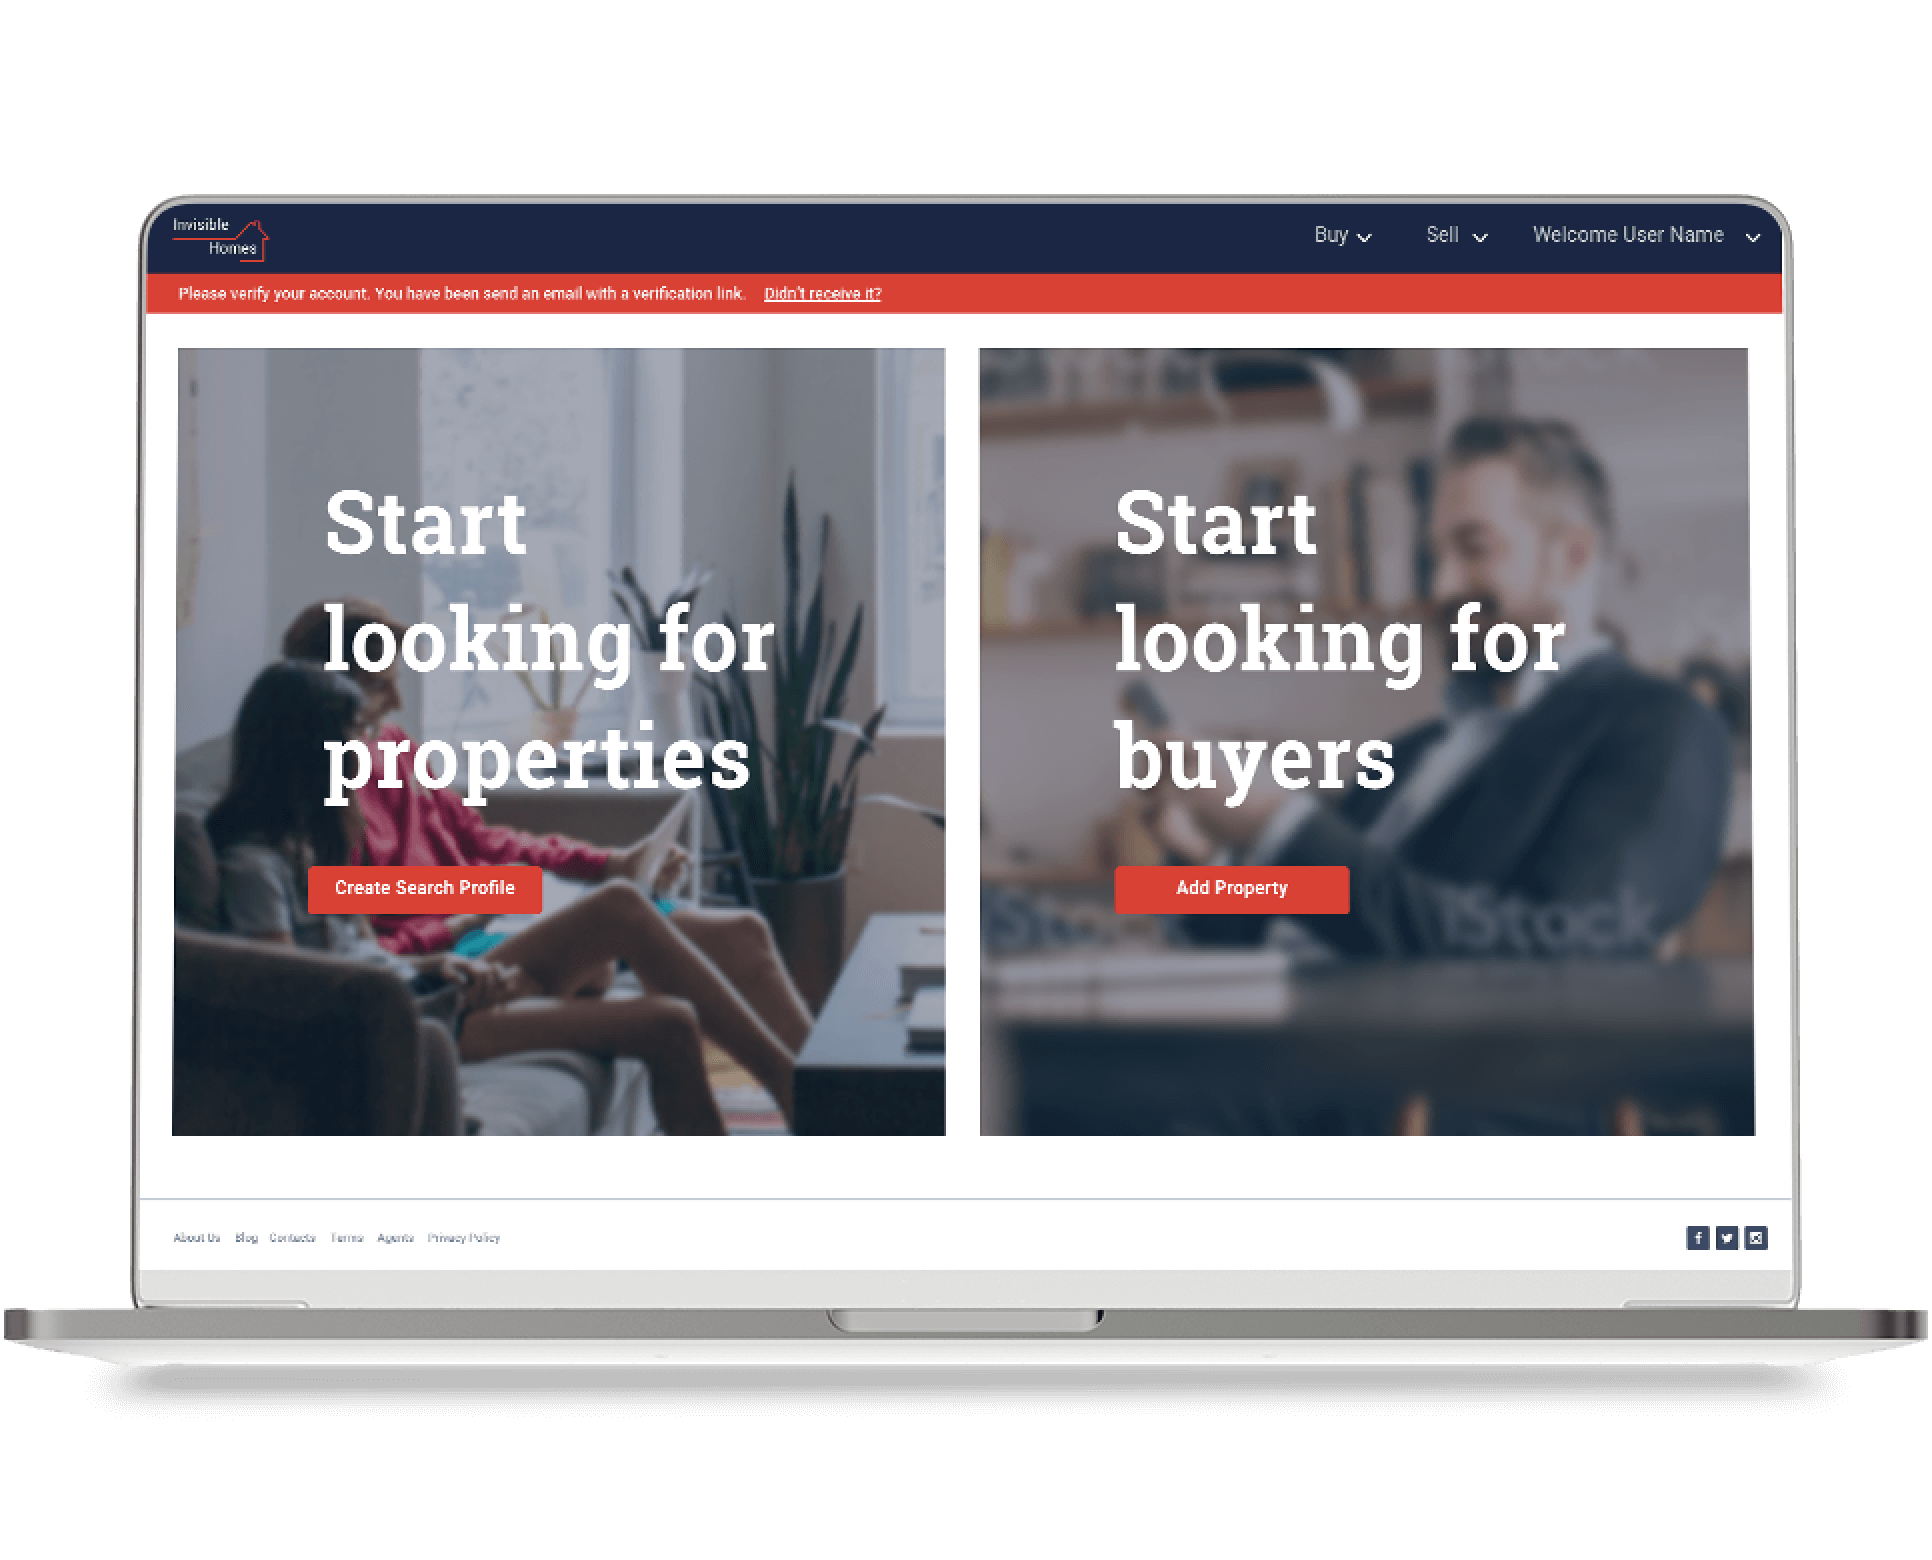 Invisible
Homes
Buy
Sell
Welcome User Name
Please verify your account. You have been send an email with a verification link. Didn't receive it?
Start
looking for
properties
Create Search Profile
Start
looking for
buyers
Add Property
iStock
iStock
About Us Blog Contacts Terms Agents Privacy Policy